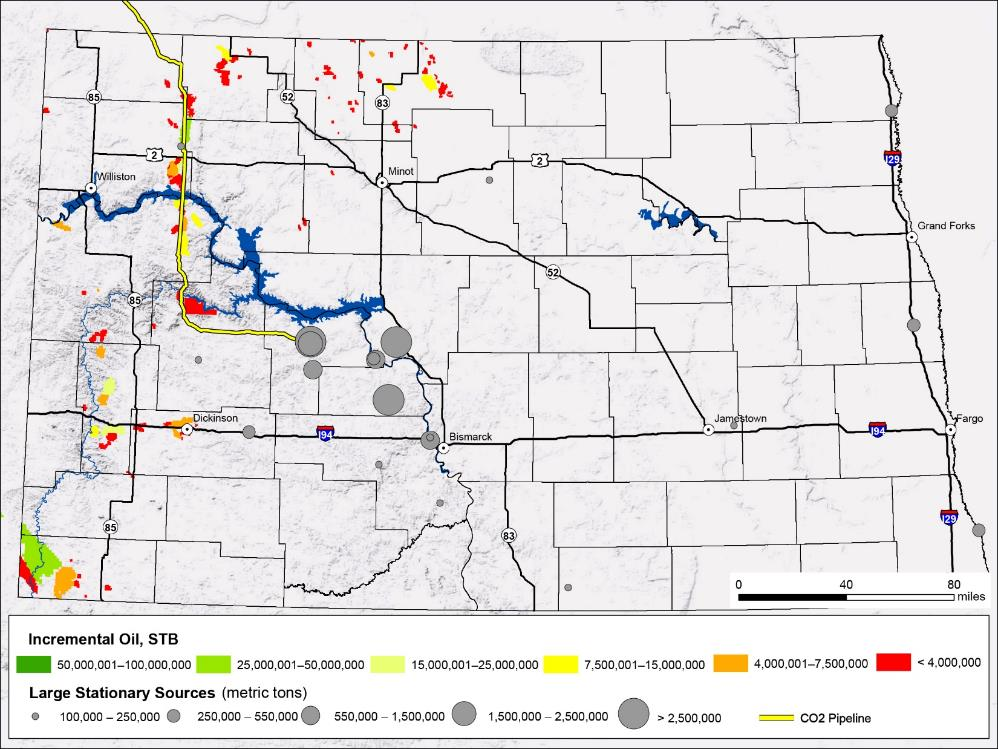 52
85
83
2
2
Minot
Williston
I29
Grand Forks
52
85
Dickinson
Jamestown
Fargo
I94
I94
Bismarck
I29
85
83
0 40 80
miles
Incremental Oil, STB
50,000,001–100,000,000 25,000,001–50,000,000 15,000,001–25,000,000 7,500,001–15,000,000 4,000,001–7,500,000 < 4,000,000
Large Stationary Sources (metric tons)
100,000 – 250,000 250,000 – 550,000 550,000 – 1,500,000 1,500,000 – 2,500,000 > 2,500,000 CO2 Pipeline